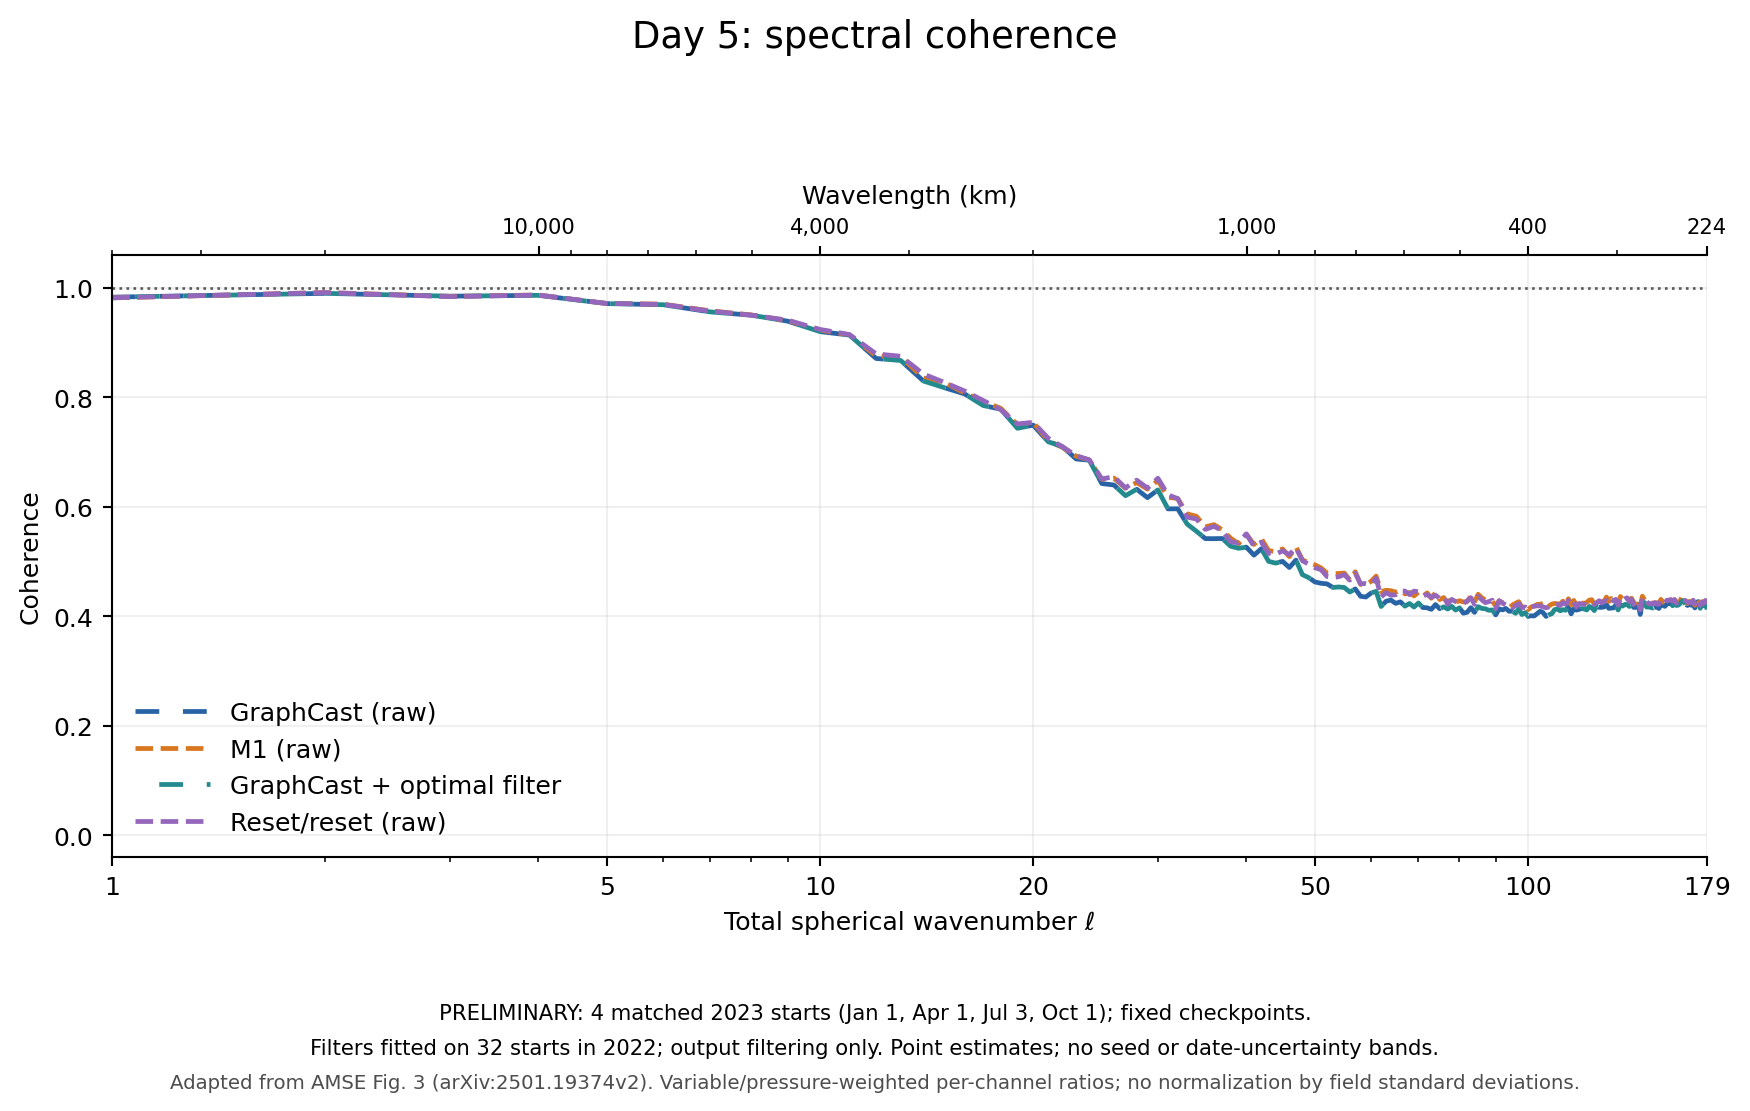 Day 5: spectral coherence
Wavelength (km)
10,000 4,000 1,000 400 224
1.0
0.8
0.6
0.4
0.2
0.0
Coherence
GraphCast (raw)
M1 (raw)
GraphCast + optimal filter
Reset/reset (raw)
1 5 10 20 50 100 179
Total spherical wavenumber ℓ
PRELIMINARY: 4 matched 2023 starts (Jan 1, Apr 1, Jul 3, Oct 1); fixed checkpoints.
Filters fitted on 32 starts in 2022; output filtering only. Point estimates; no seed or date-uncertainty bands.
Adapted from AMSE Fig. 3 (arXiv:2501.19374v2). Variable/pressure-weighted per-channel ratios; no normalization by field standard deviations.